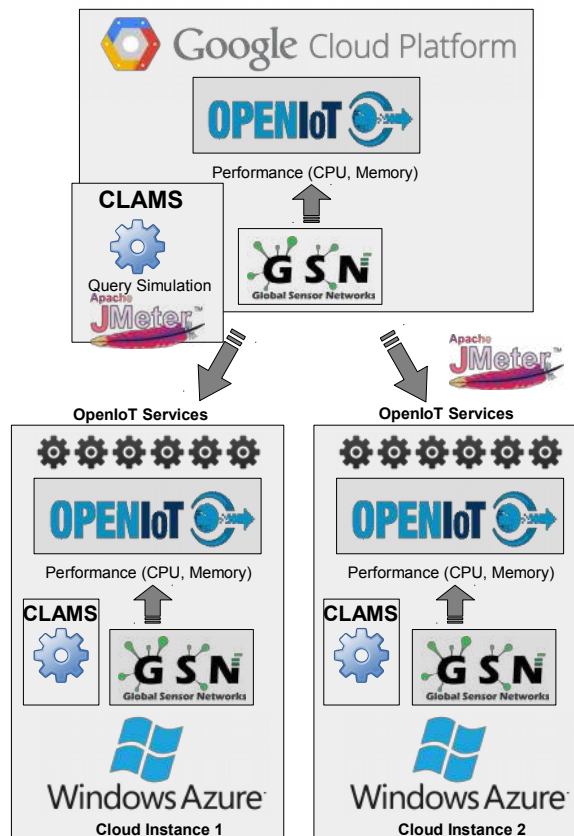 Google Cloud Platform
OPENIoT
Performance (CPU, Memory)
CLAMS
Query Simulation
Apache
JMeter™
GSN
Global Sensor Networks
Apache
JMeter™
OpenIoT Services
OPENIoT
Performance (CPU, Memory)
CLAMS
GSN
Global Sensor Networks
Windows Azure
Cloud Instance 1
OpenIoT Services
OPENIoT
Performance (CPU, Memory)
CLAMS
GSN
Global Sensor Networks
Windows Azure
Cloud Instance 2